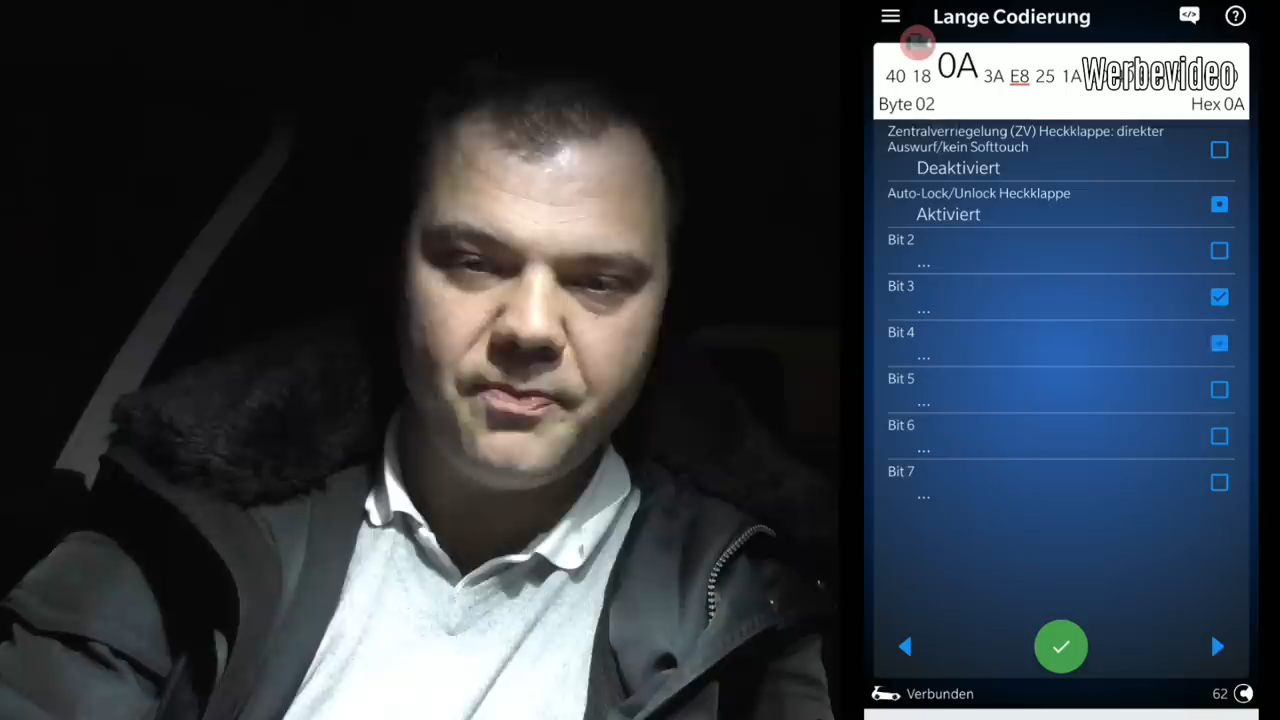 Lange Codierung
40 18 0A 3A E8 25 1A
Werbevideo
Byte 02
Hex 0A
Zentralverriegelung (ZV) Heckklappe: direkter
Auswurf/kein Softtouch
Deaktiviert
Auto-Lock/Unlock Heckklappe
Aktiviert
Bit 2
...
Bit 3
...
Bit 4
...
Bit 5
...
Bit 6
...
Bit 7
...
Verbunden
62